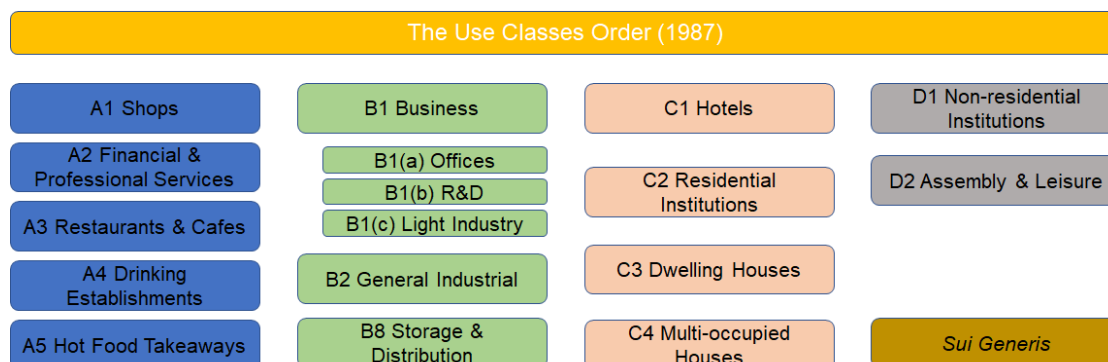 The Use Classes Order (1987)
A1 Shops
A2 Financial &
Professional Services
A3 Restaurants & Cafes
A4 Drinking
Establishments
A5 Hot Food Takeaways
B1 Business
B1(a) Offices
B1(b) R&D
B1(c) Light Industry
B2 General Industrial
B8 Storage &
Distribution
C1 Hotels
C2 Residential
Institutions
C3 Dwelling Houses
C4 Multi-occupied
Houses
D1 Non-residential
Institutions
D2 Assembly & Leisure
Sui Generis